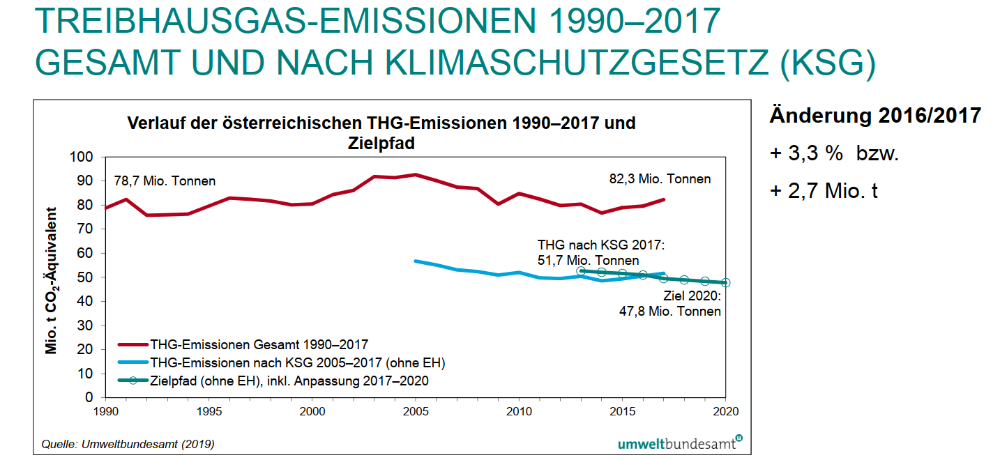 TREIBHAUSGAS-EMISSIONEN 1990–2017
GESAMT UND NACH KLIMASCHUTZGESETZ (KSG)
Verlauf der österreichischen THG-Emissionen 1990–2017 und
Zielpfad
Mio. t CO₂-Äquivalent
100
90
80
70
60
50
40
30
20
10
0
78,7 Mio. Tonnen
82,3 Mio. Tonnen
THG nach KSG 2017:
51,7 Mio. Tonnen
Ziel 2020:
47,8 Mio. Tonnen
THG-Emissionen Gesamt 1990–2017
THG-Emissionen nach KSG 2005–2017 (ohne EH)
Zielpfad (ohne EH), inkl. Anpassung 2017–2020
1990 1995 2000 2005 2010 2015 2020
Quelle: Umweltbundesamt (2019)
umweltbundesamt u
Änderung 2016/2017
+ 3,3 % bzw.
+ 2,7 Mio. t